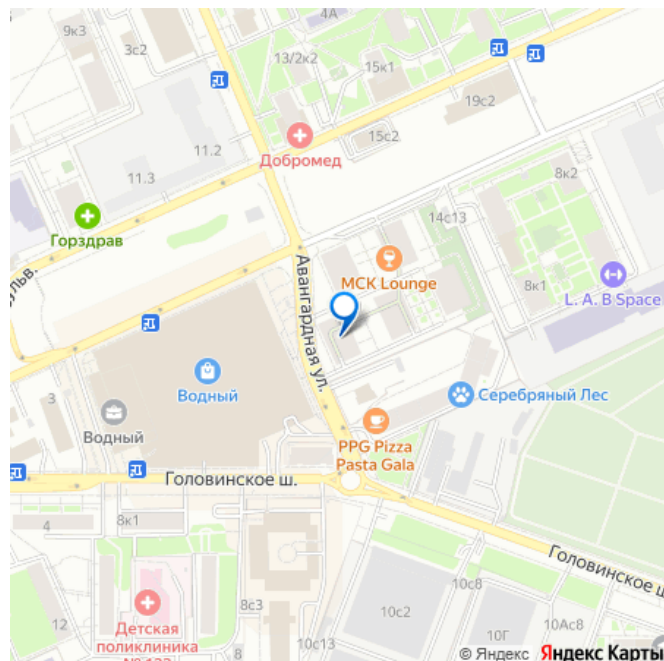 4А
9к3
3с2
13/2к2
15к1
19с2
15с2
11.2
Добромед
11.3
8к2
Горздрав
14с13
МСК Lounge
ульв.
8к1
L. A. B Space
Авангардная ул.
Водный
Серебряный Лес
3
Водный
PPG Pizza
Pasta Gala
Головинское ш.
4
8к1
Головинское ш
10с8
8с3
10с2
12
Детская
поликлиника
8
10с13
10Г
10Ас8
© Яндекс Яндекс Карты